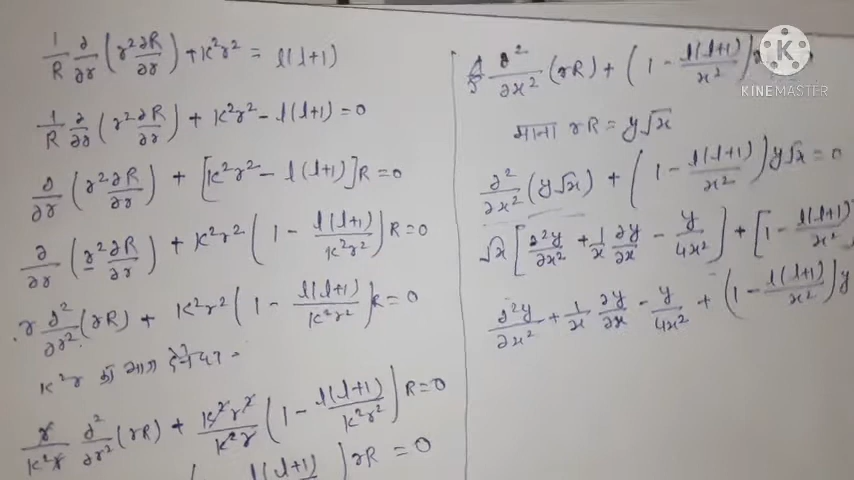 1/R ∂/∂r (r² ∂R/∂r) + k²r² = l(l+1)
1/R ∂/∂r (r² ∂R/∂r) + k²r² - l(l+1) = 0
∂/∂r (r² ∂R/∂r) + [k²r² - l(l+1)]R = 0
∂/∂r (r² ∂R/∂r) + k²r² (1 - l(l+1)/k²r²) R = 0
r ∂²/∂r² (rR) + k²r² (1 - l(l+1)/k²r²) R = 0
k²r का भाग देने पर -
r/k²r ∂²/∂r² (rR) + k²r²/k²r (1 - l(l+1)/k²r²) R = 0
l(l+1) ) rR = 0
∂²/∂x² (rR) + (1 - l(l+1)/x²)
माना rR = y√x
∂²/∂x² (y√x) + (1 - l(l+1)/x²) y√x = 0
√x [∂²y/∂x² + 1/x ∂y/∂x - y/4x²] + [1 - l(l+1)/x²
∂²y/∂x² + 1/x ∂y/∂x - y/4x² + (1 - l(l+1)/x²) y
K
KINEMASTER